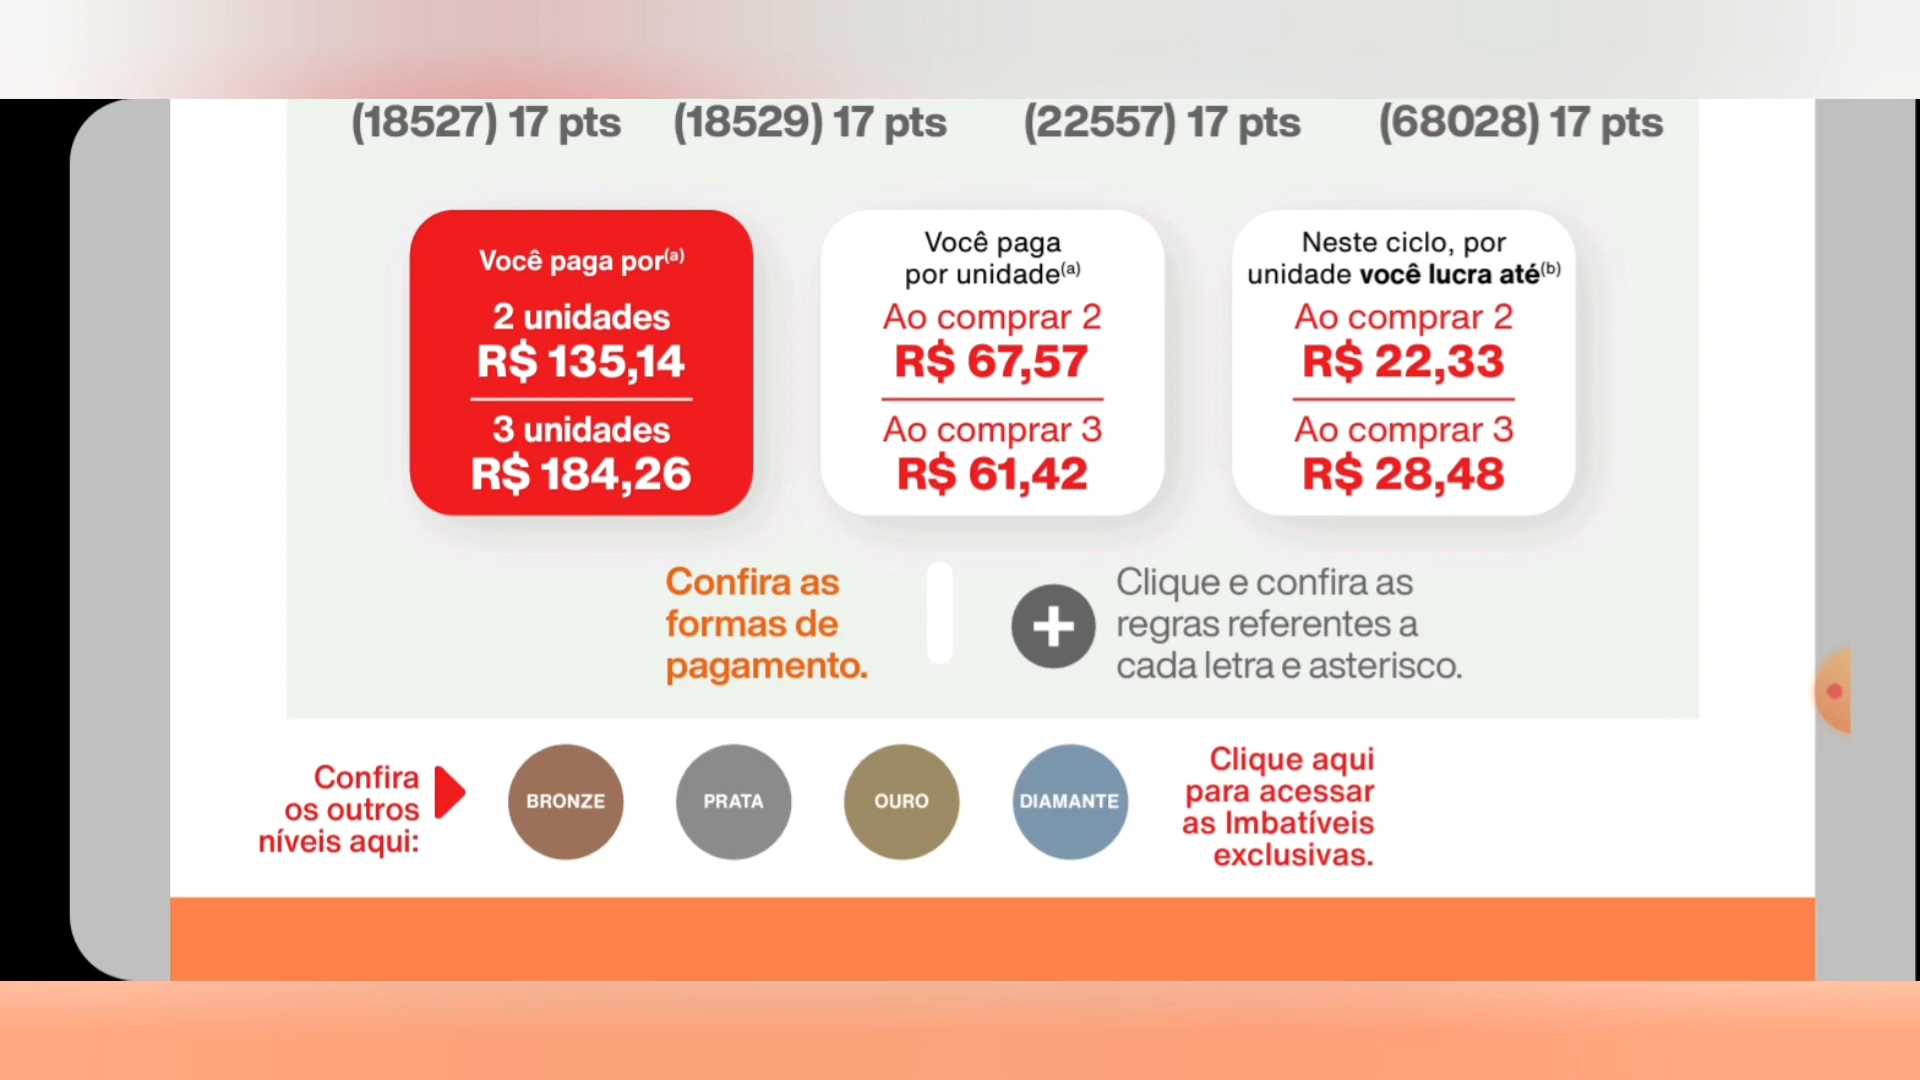 (18527) 17 pts (18529) 17 pts (22557) 17 pts (68028) 17 pts
Você paga por(a)
2 unidades
R$ 135,14
3 unidades
R$ 184,26
Você paga
por unidade(a)
Ao comprar 2
R$ 67,57
Ao comprar 3
R$ 61,42
Neste ciclo, por
unidade você lucra até(b)
Ao comprar 2
R$ 22,33
Ao comprar 3
R$ 28,48
Confira as
formas de
pagamento.
Clique e confira as
regras referentes a
cada letra e asterisco.
Confira
os outros
níveis aqui:
BRONZE
PRATA
OURO
DIAMANTE
Clique aqui
para acessar
as Imbatíveis
exclusivas.